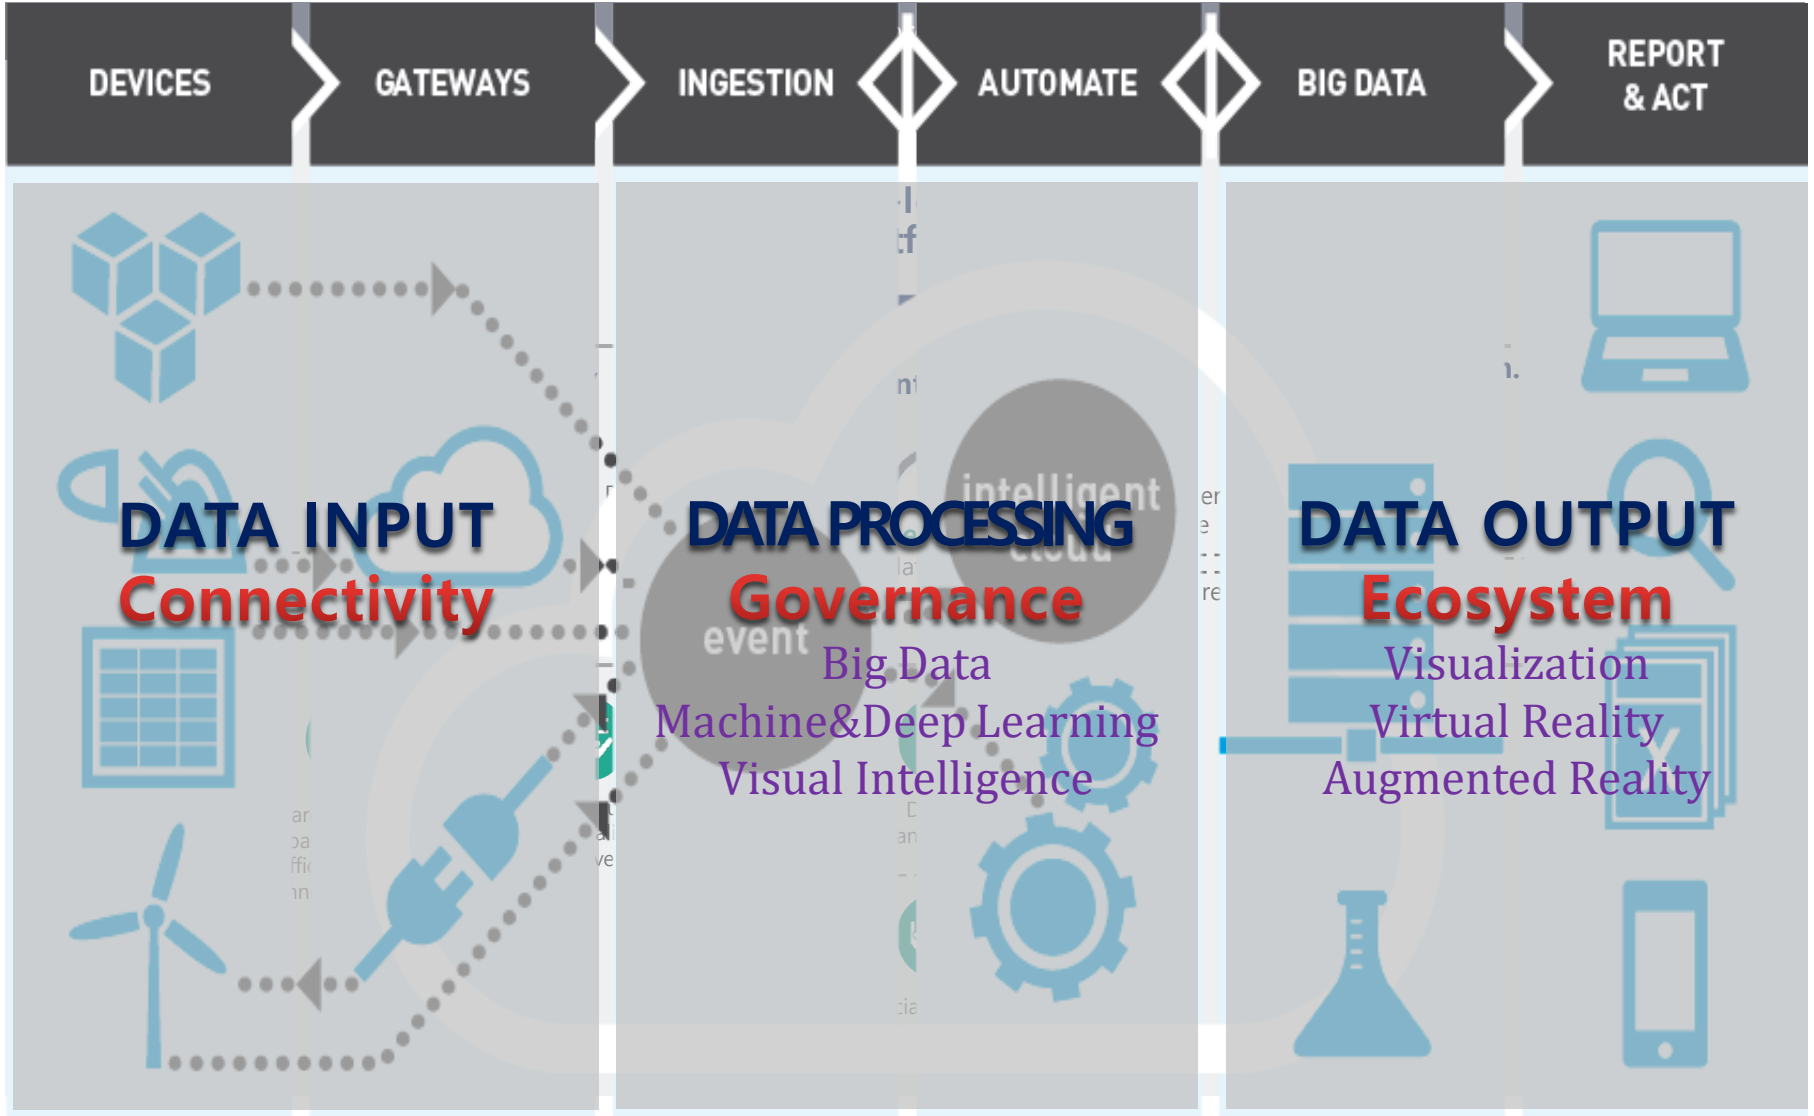 DEVICES
GATEWAYS
INGESTION
AUTOMATE
BIG DATA
REPORT
& ACT
DATA INPUT
Connectivity
event
intelligent
cloud
DATA PROCESSING
Governance
Big Data
Machine&Deep Learning
Visual Intelligence
DATA OUTPUT
Ecosystem
Visualization
Virtual Reality
Augmented Reality
X